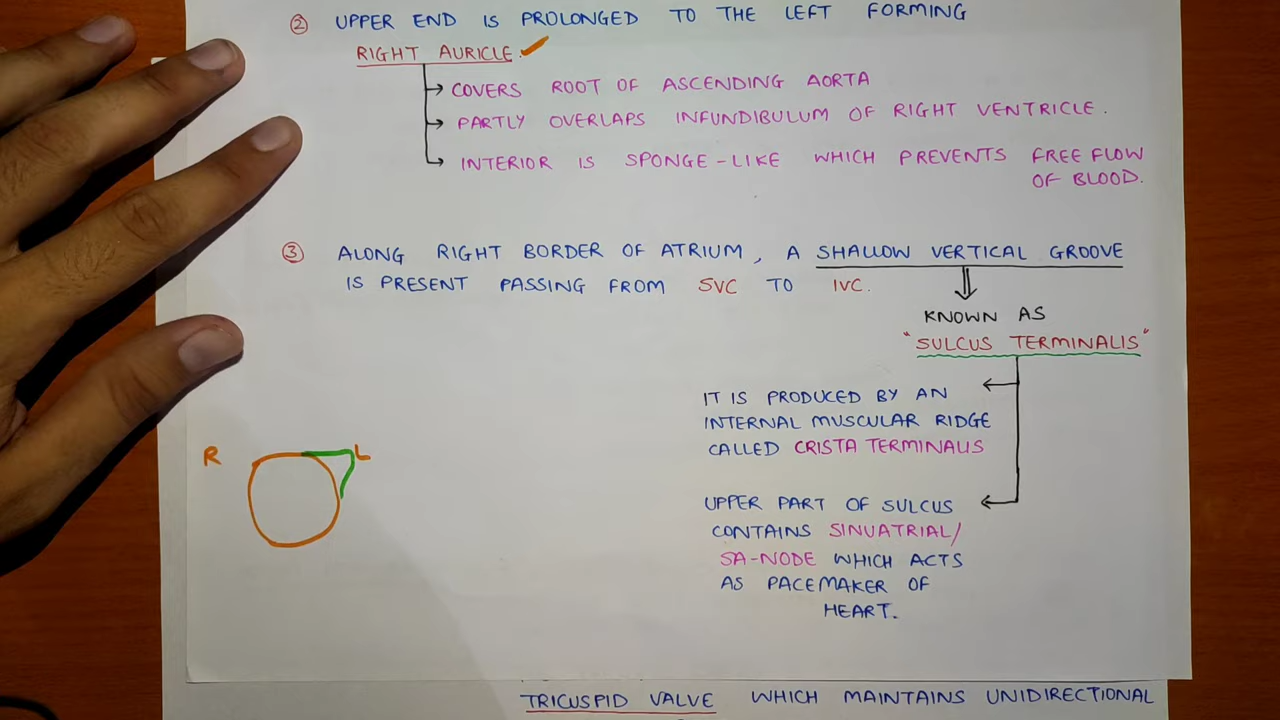 ② UPPER END IS PROLONGED TO THE LEFT FORMING
RIGHT AURICLE.
COVERS ROOT OF ASCENDING AORTA
PARTLY OVERLAPS INFUNDIBULUM OF RIGHT VENTRICLE.
INTERIOR IS SPONGE-LIKE WHICH PREVENTS FREE FLOW
OF BLOOD.
③ ALONG RIGHT BORDER OF ATRIUM, A SHALLOW VERTICAL GROOVE
IS PRESENT PASSING FROM SVC TO IVC.
KNOWN AS
"SULCUS TERMINALIS"
IT IS PRODUCED BY AN
INTERNAL MUSCULAR RIDGE
CALLED CRISTA TERMINALIS
R L
UPPER PART OF SULCUS
CONTAINS SINUATRIAL/
SA-NODE WHICH ACTS
AS PACEMAKER OF
HEART.
TRICUSPID VALVE WHICH MAINTAINS UNIDIRECTIONAL